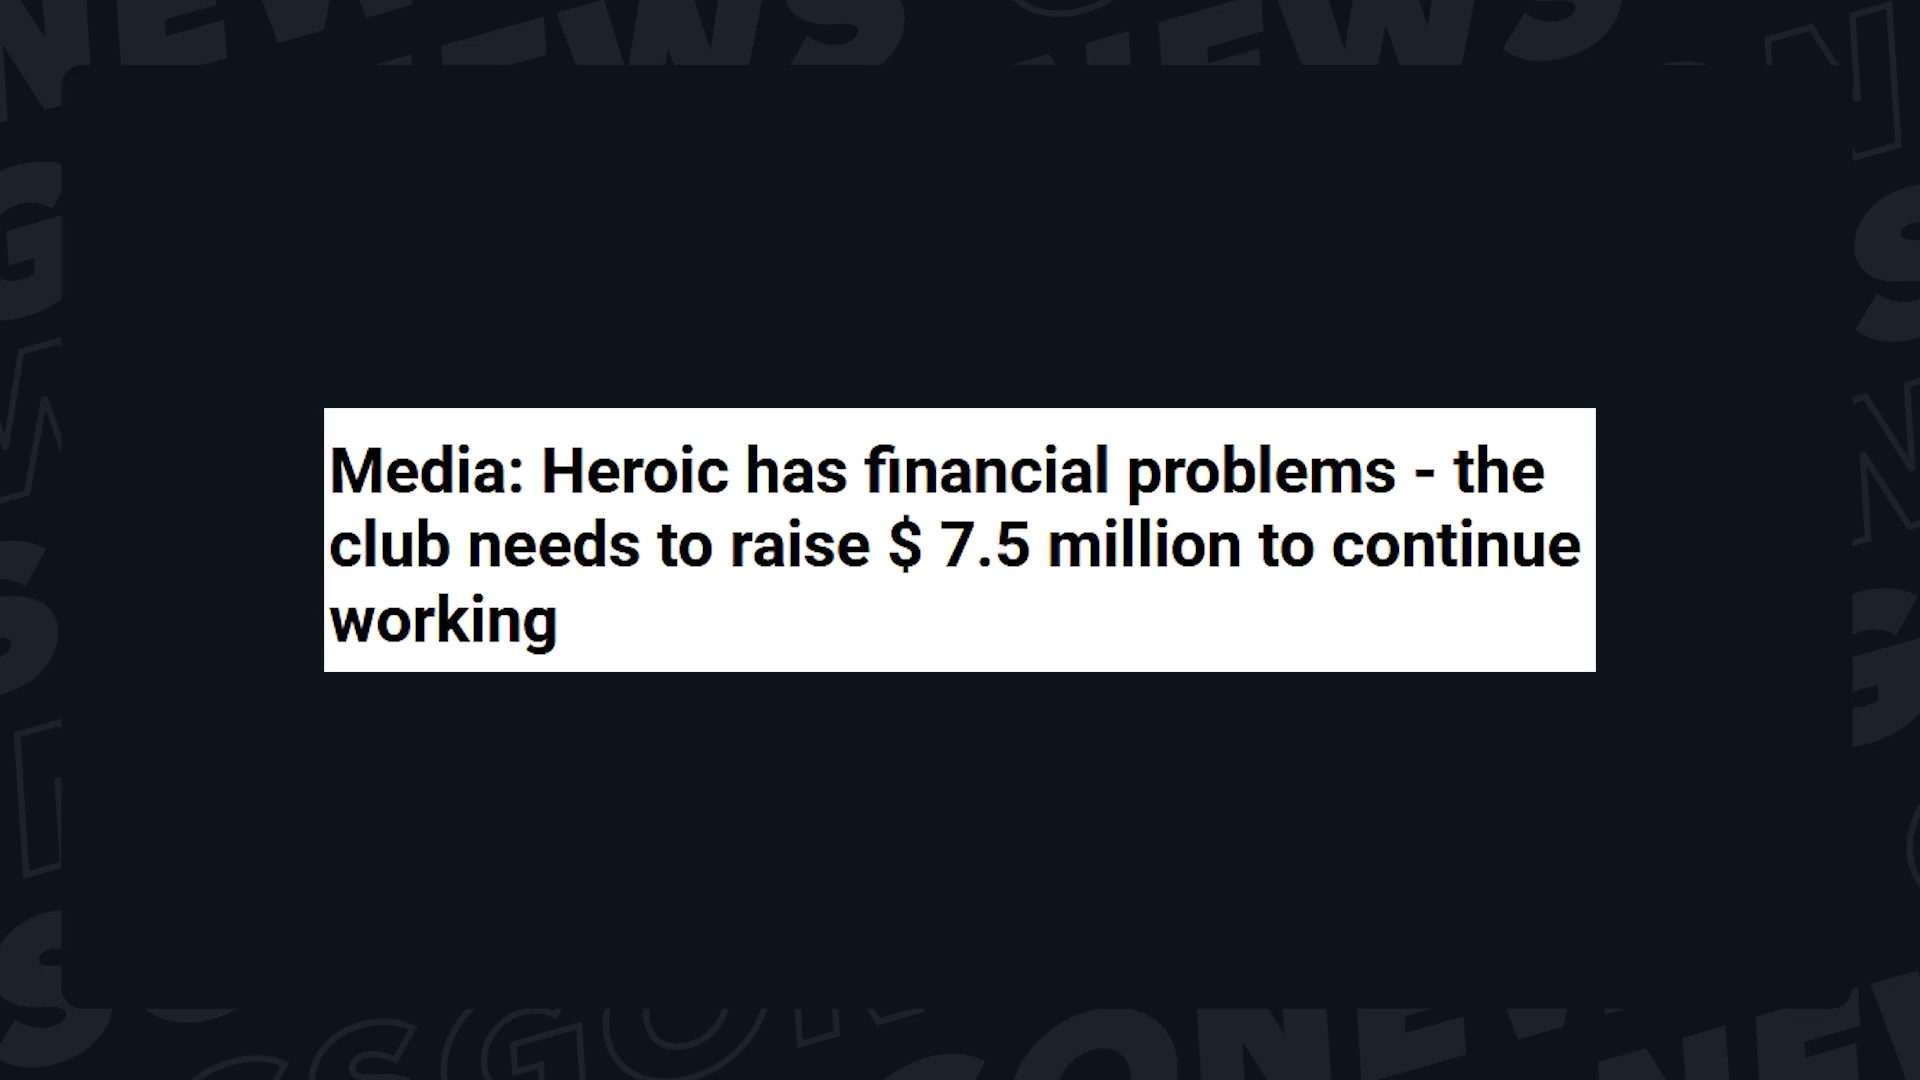 Media: Heroic has financial problems - the
club needs to raise $ 7.5 million to continue
working